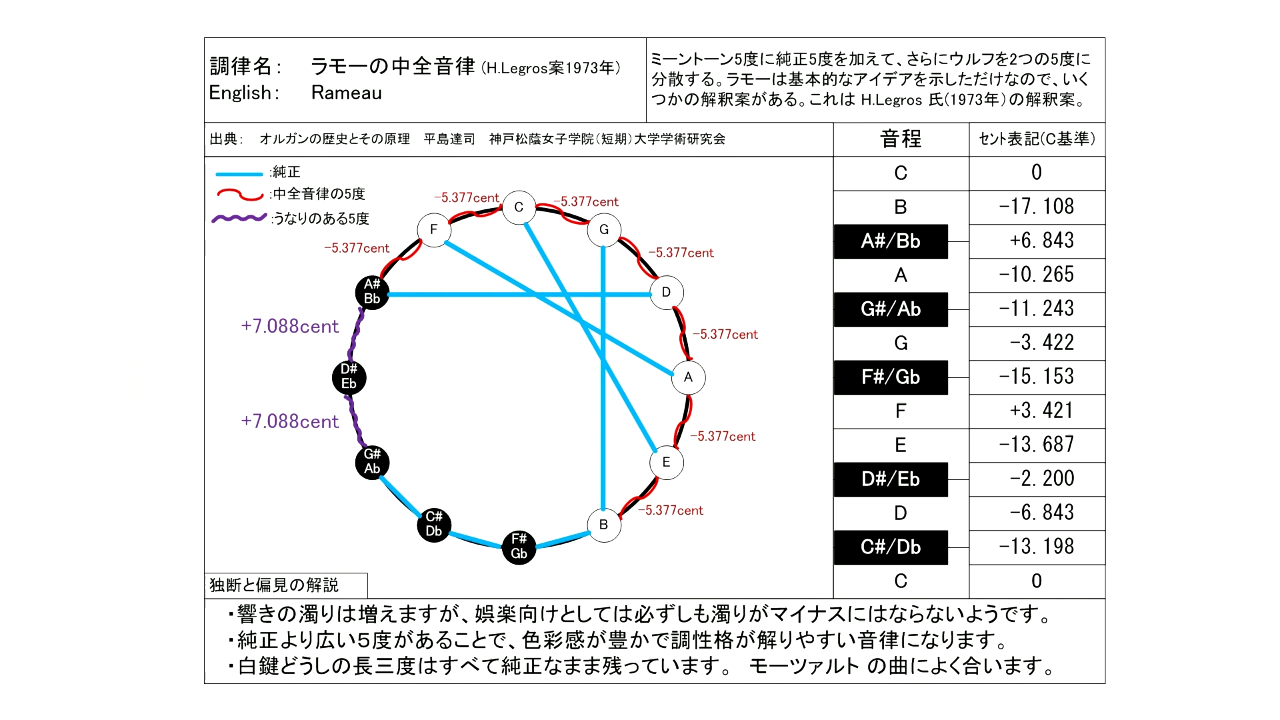 調律名： ラモーの中全音律 (H.Legros案1973年)
English： Rameau
ミーントーン5度に純正5度を加えて、さらにウルフを2つの5度に
分散する。ラモーは基本的なアイデアを示しただけなので、いく
つかの解釈案がある。これは H.Legros 氏(1973年)の解釈案。
出典： オルガンの歴史とその原理 平島達司 神戸松蔭女子学院(短期)大学学術研究会
音程 セント表記(C基準)
:純正
:中全音律の5度
:うなりのある5度
-5.377cent
-5.377cent
-5.377cent
-5.377cent
-5.377cent
-5.377cent
-5.377cent
+7.088cent
+7.088cent
C
G
D
A
E
B
F#
Gb
C#
Db
G#
Ab
D#
Eb
A#
Bb
F
C 0
B -17.108
A#/Bb +6.843
A -10.265
G#/Ab -11.243
G -3.422
F#/Gb -15.153
F +3.421
E -13.687
D#/Eb -2.200
D -6.843
C#/Db -13.198
C 0
独断と偏見の解説
・響きの濁りは増えますが、娯楽向けとしては必ずしも濁りがマイナスにはならないようです。
・純正より広い５度があることで、色彩感が豊かで調性格が解りやすい音律になります。
・白鍵どうしの長三度はすべて純正なまま残っています。 モーツァルト の曲によく合います。